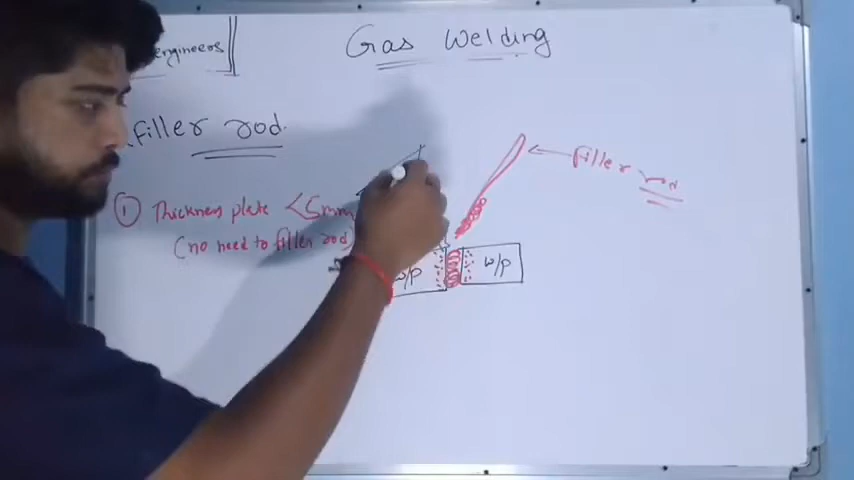 engineers
Gas Welding
Filler rod.
① Thickness plate <5mm
(no need to filler rod)
Filler rod
w/p w/p